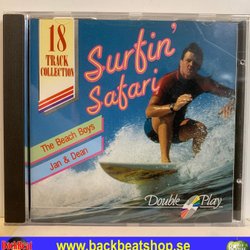 18
TRACK
COLLECTION
Surfin'
Safari
The Beach Boys
Jan & Dean
Double Play
www.backbeatshop.se